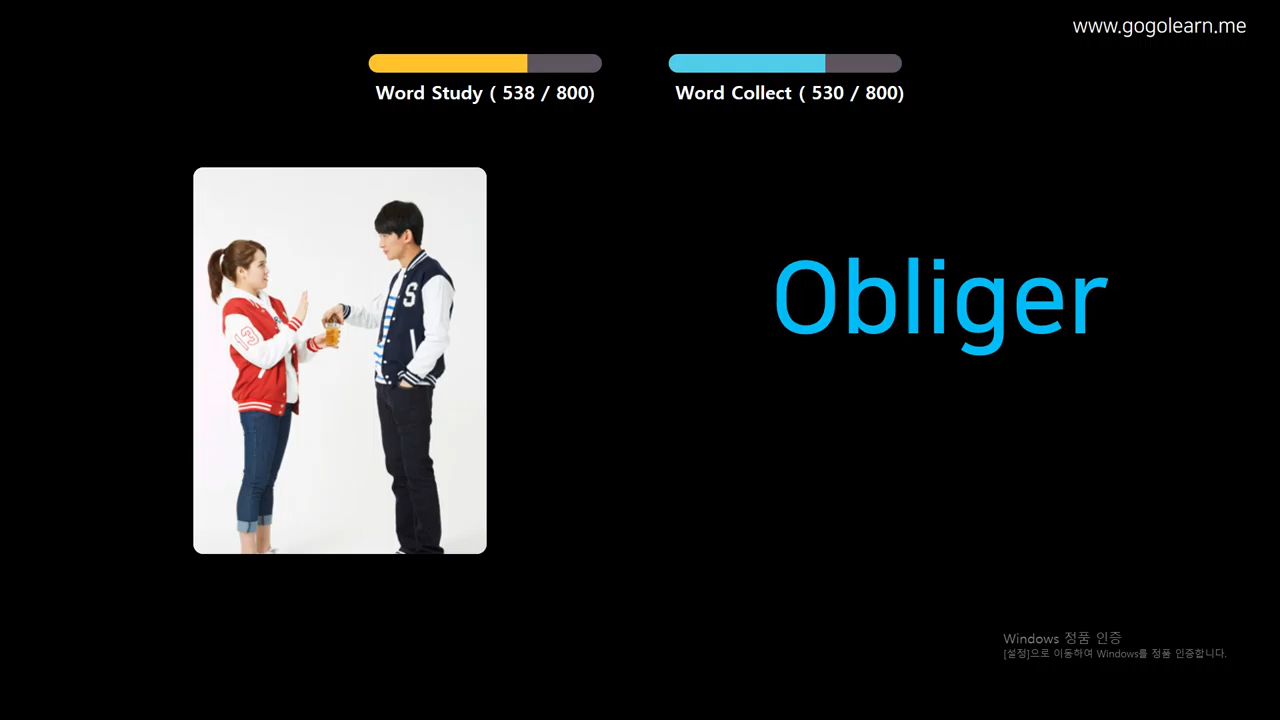 www.gogolearn.me
Word Study ( 538 / 800)
Word Collect ( 530 / 800)
S
13
Obliger
Windows 정품 인증
[설정]으로 이동하여 Windows를 정품 인증합니다.